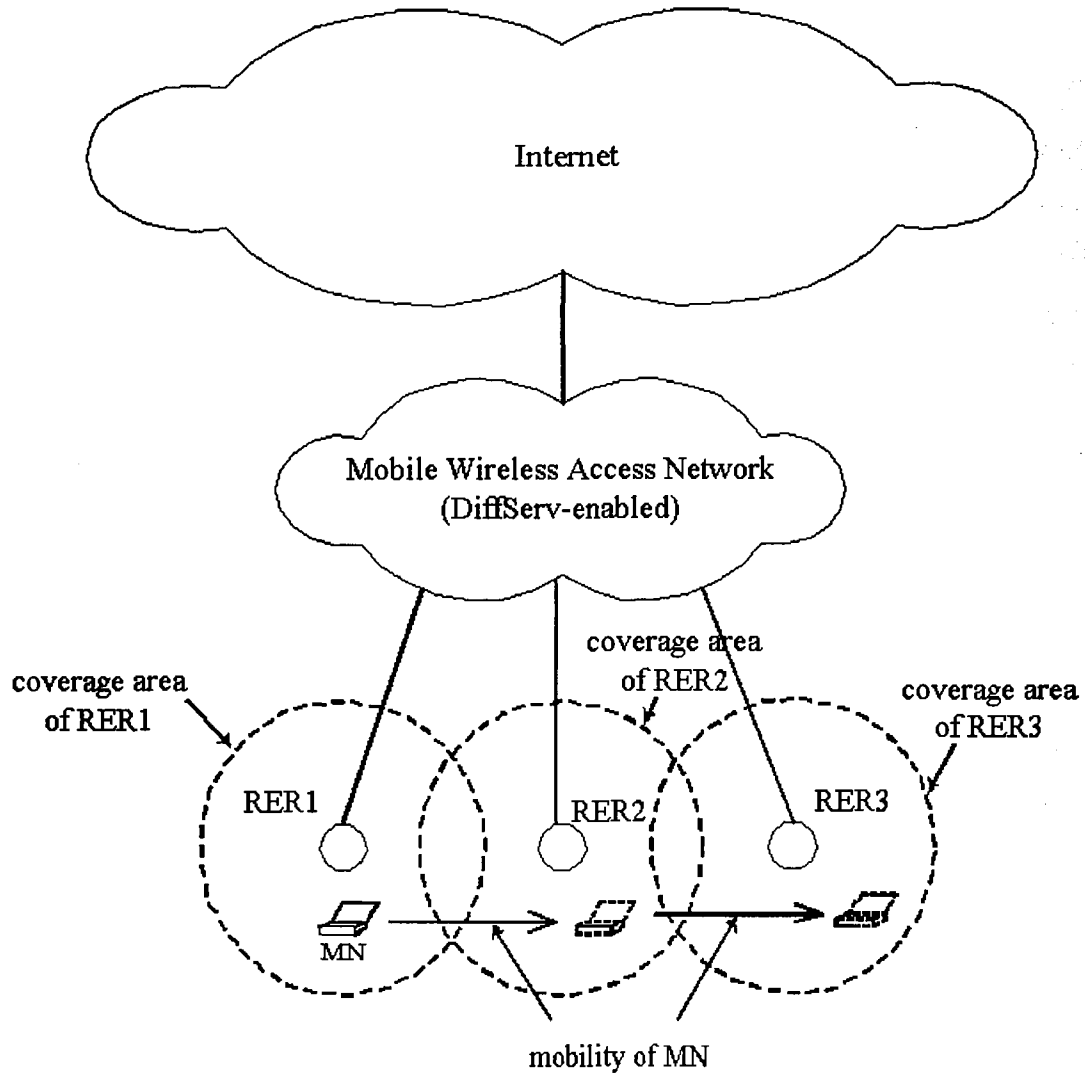 Internet
Mobile Wireless Access Network
(DiffServ-enabled)
coverage area
of RER1
coverage area
of RER2
coverage area
of RER3
RER1
RER2
RER3
MN
mobility of MN